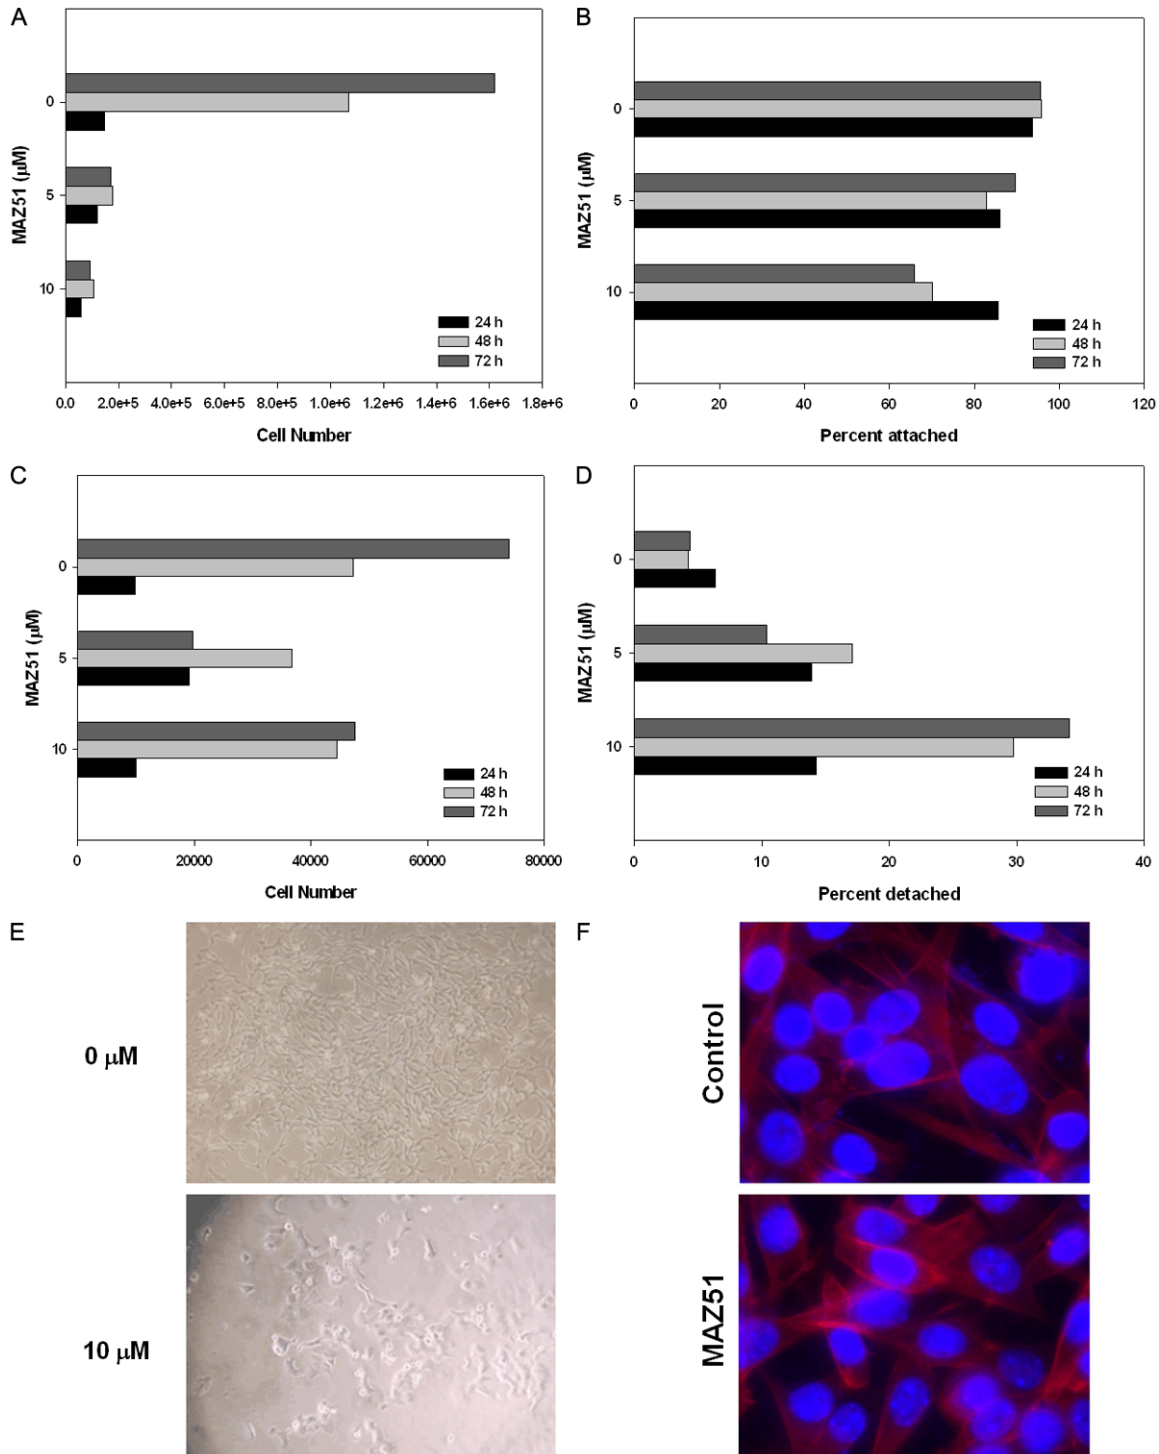 A
MAZ51 (µM)
0
5
10
24 h
48 h
72 h
0.0 2.0e+5 4.0e+5 6.0e+5 8.0e+5 1.0e+6 1.2e+6 1.4e+6 1.6e+6 1.8e+6
Cell Number
B
MAZ51 (µM)
0
5
10
24 h
48 h
72 h
0 20 40 60 80 100 120
Percent attached
C
MAZ51 (µM)
0
5
10
24 h
48 h
72 h
0 20000 40000 60000 80000
Cell Number
D
MAZ51 (µM)
0
5
10
24 h
48 h
72 h
0 10 20 30 40
Percent detached
E
0 µM
10 µM
F
Control
MAZ51